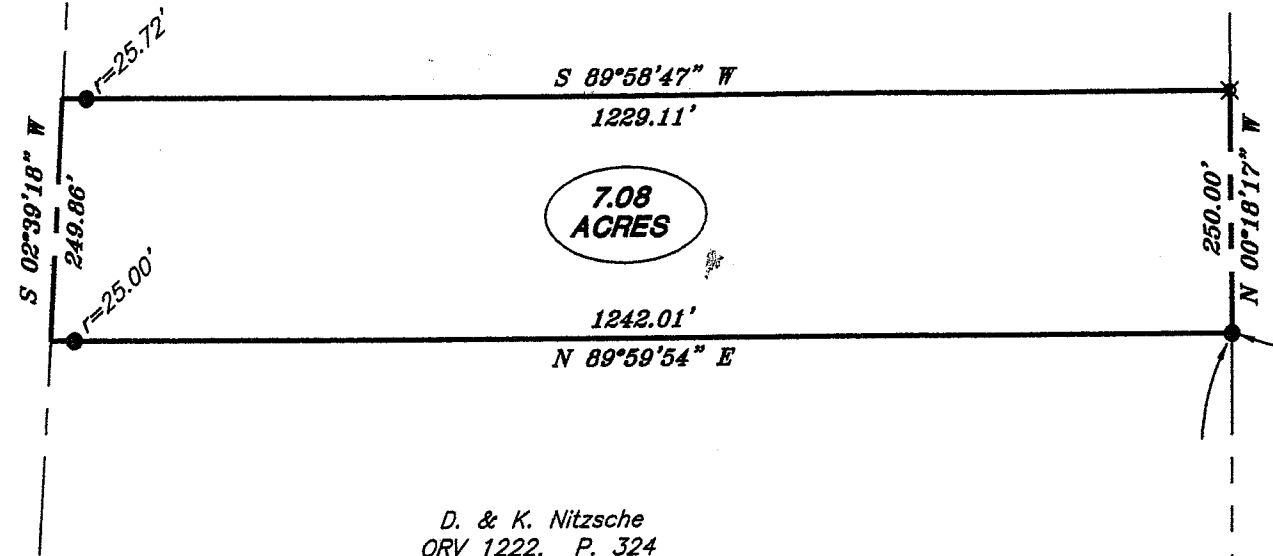 r=25.72'
S 89°58'47" W
1229.11'
S 02°39'18" W
249.86'
7.08
ACRES
250.00'
N 00°18'17" W
r=25.00'
1242.01'
N 89°59'54" E
D. & K. Nitzsche
ORV 1222, P. 324